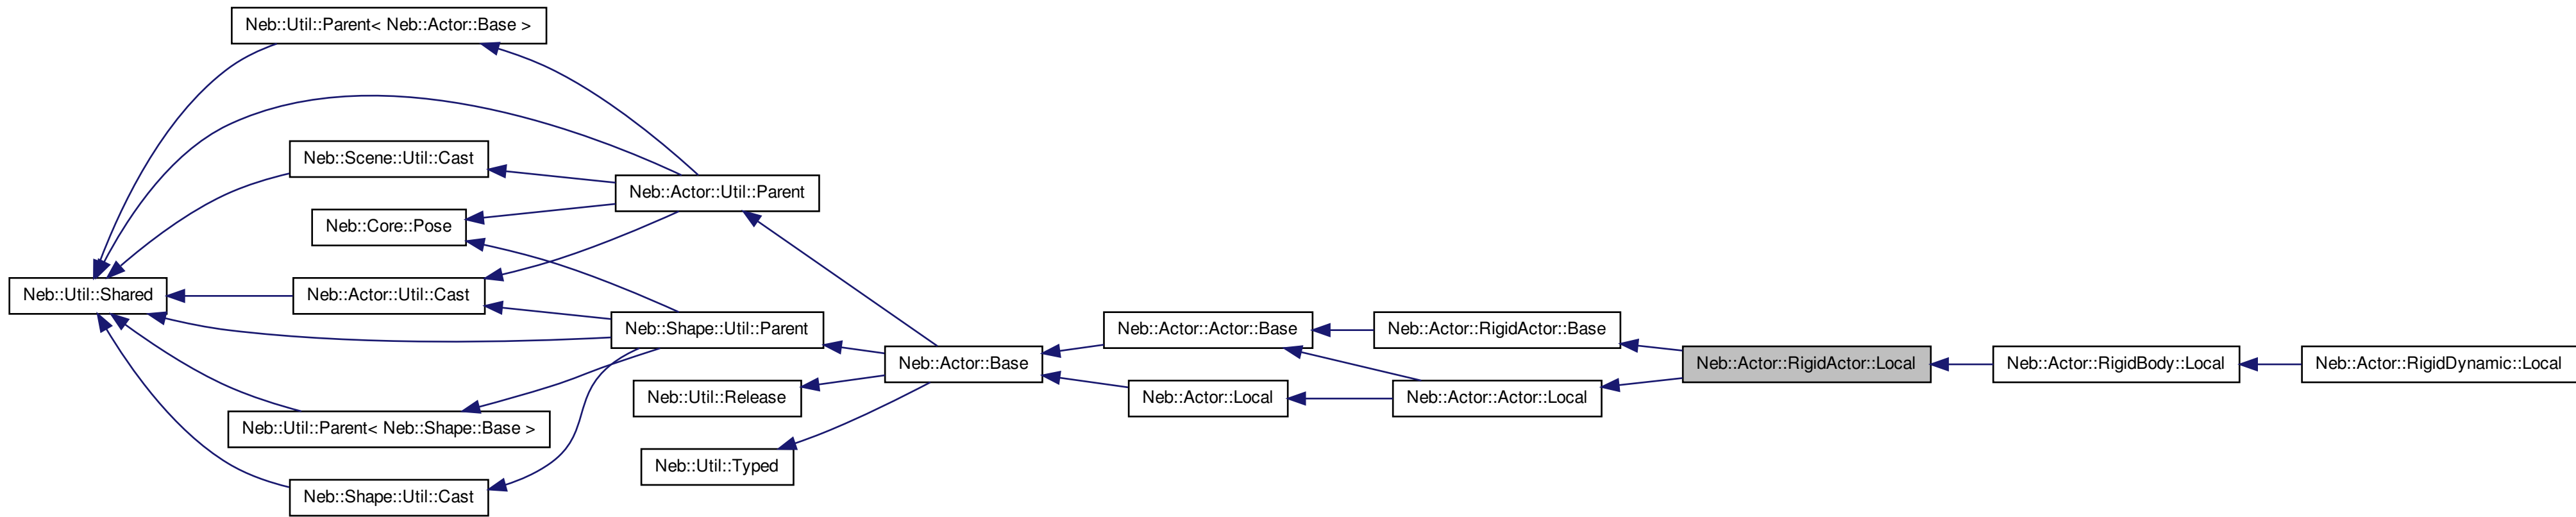 Neb::Util::Parent< Neb::Actor::Base >
Neb::Scene::Util::Cast
Neb::Actor::Util::Parent
Neb::Core::Pose
Neb::Util::Shared
Neb::Actor::Util::Cast
Neb::Shape::Util::Parent
Neb::Actor::Actor::Base
Neb::Actor::RigidActor::Base
Neb::Actor::Base
Neb::Actor::RigidActor::Local
Neb::Actor::RigidBody::Local
Neb::Actor::RigidDynamic::Local
Neb::Util::Release
Neb::Actor::Local
Neb::Actor::Actor::Local
Neb::Util::Parent< Neb::Shape::Base >
Neb::Util::Typed
Neb::Shape::Util::Cast